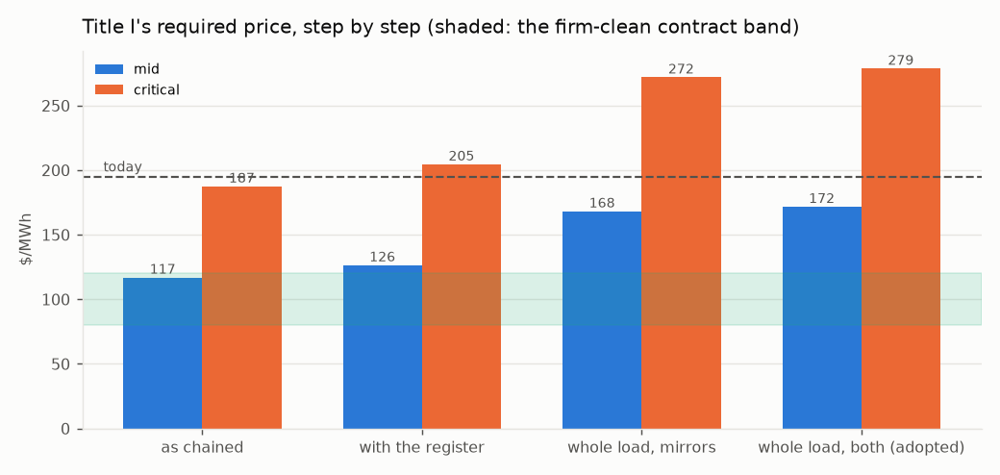 Title I's required price, step by step (shaded: the firm-clean contract band)
mid
critical
$/MWh
250
200
150
100
50
0
today
117
187
126
205
168
272
172
279
as chained
with the register
whole load, mirrors
whole load, both (adopted)